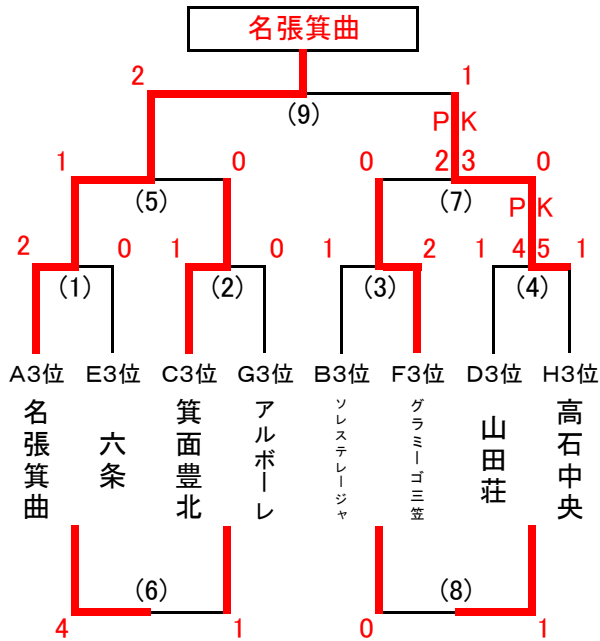 名張箕曲
2 1
(9)
PK
1 0 0 2 3 0
(5) (7)
PK
2 0 1 0 1 2 1 4 5 1
(1) (2) (3) (4)
A3位 E3位 C3位 G3位 B3位 F3位 D3位 H3位
名張箕曲
六条
箕面豊北
アルボーレ
ソレステレージャ
グラミーゴ三笠
山田荘
高石中央
(6) (8)
4 1 0 1